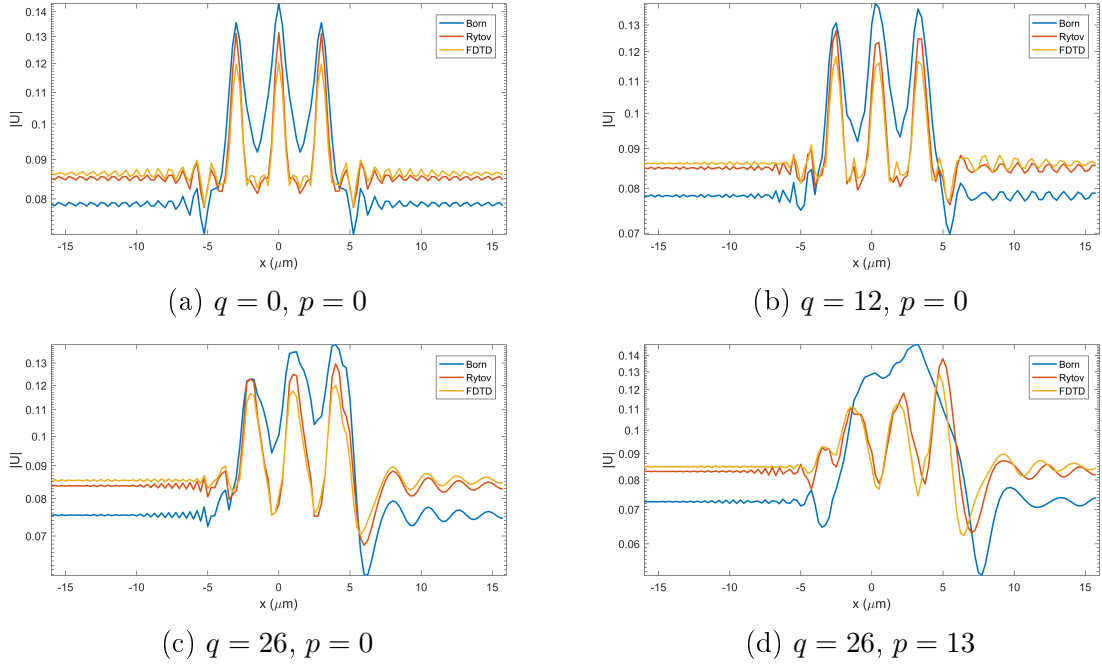 0.14
0.13
0.12
0.11
0.1
0.09
0.08
|U|
Born
Rytov
FDTD
-15 -10 -5 0 5 10 15
x (μm)
(a) q = 0, p = 0
0.13
0.12
0.11
0.1
0.09
0.08
0.07
|U|
Born
Rytov
FDTD
-15 -10 -5 0 5 10 15
x (μm)
(b) q = 12, p = 0
0.13
0.12
0.11
0.1
0.09
0.08
0.07
|U|
Born
Rytov
FDTD
-15 -10 -5 0 5 10 15
x (μm)
(c) q = 26, p = 0
0.14
0.13
0.12
0.11
0.1
0.09
0.08
0.07
0.06
|U|
Born
Rytov
FDTD
-15 -10 -5 0 5 10 15
x (μm)
(d) q = 26, p = 13